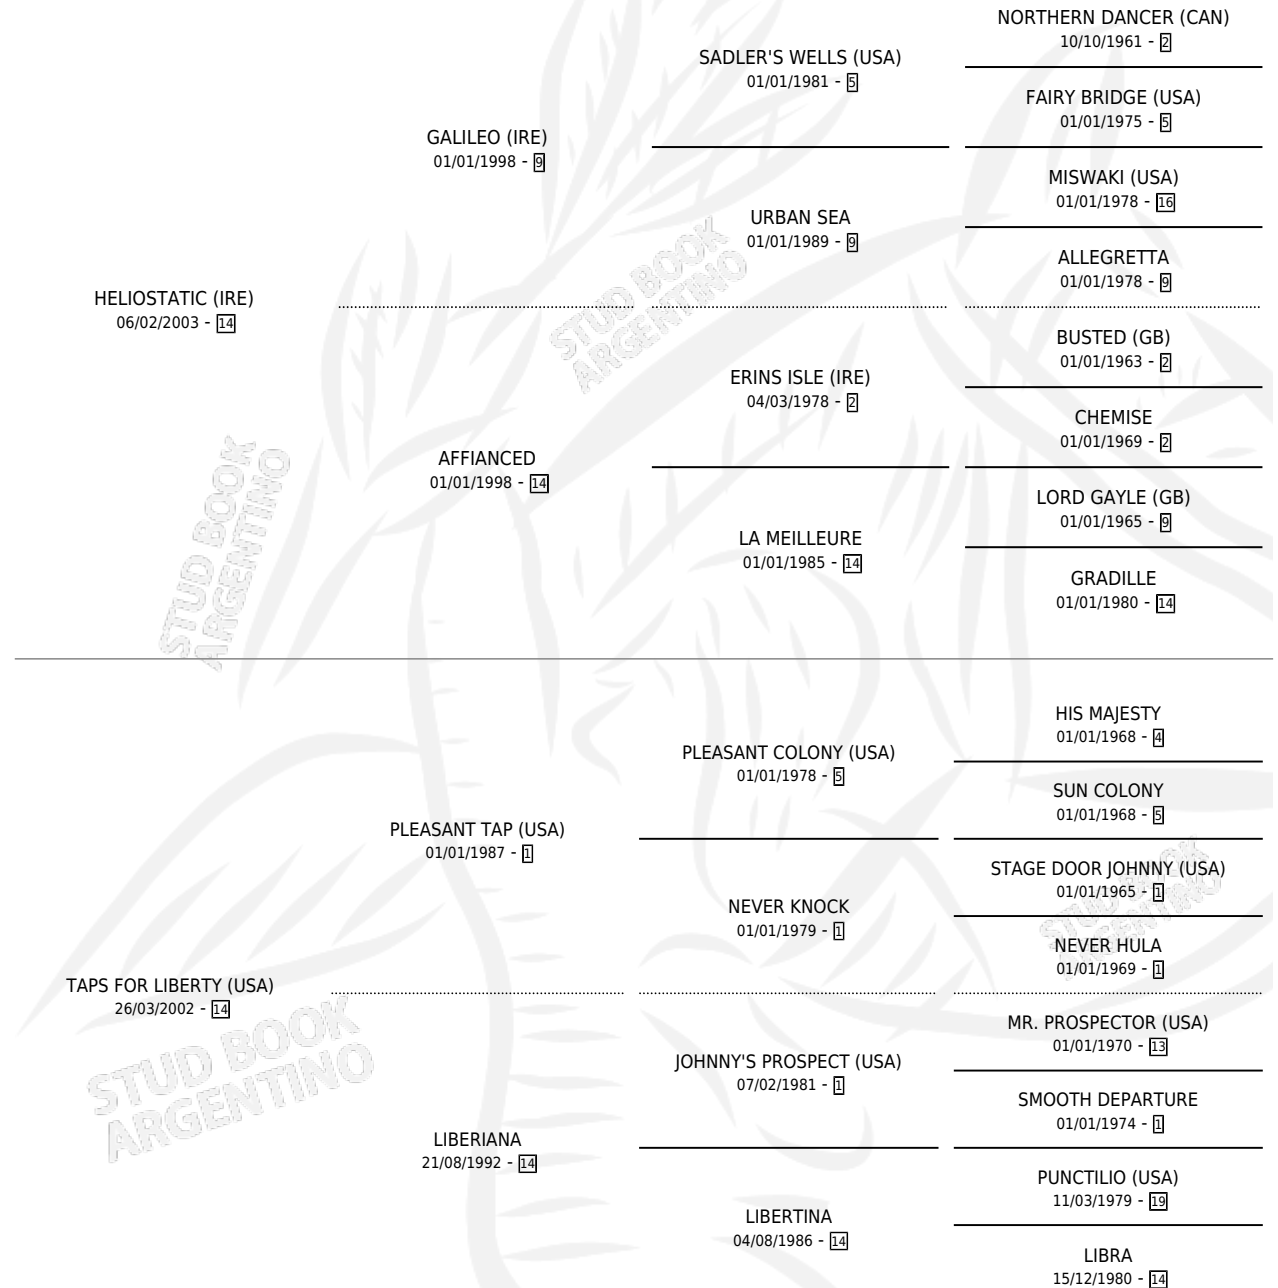 NORTHERN DANCER (CAN)
10/10/1961 - 2
SADLER'S WELLS (USA)
01/01/1981 - 5
FAIRY BRIDGE (USA)
01/01/1975 - 5
GALILEO (IRE)
01/01/1998 - 9
MISWAKI (USA)
01/01/1978 - 16
URBAN SEA
01/01/1989 - 9
ALLEGRETTA
01/01/1978 - 9
HELIOSTATIC (IRE)
06/02/2003 - 14
BUSTED (GB)
01/01/1963 - 2
ERINS ISLE (IRE)
04/03/1978 - 2
CHEMISE
01/01/1969 - 2
AFFIANCED
01/01/1998 - 14
LORD GAYLE (GB)
01/01/1965 - 9
LA MEILLEURE
01/01/1985 - 14
GRADILLE
01/01/1980 - 14
STUD BOOK
ARGENTINO
STUD BOOK
ARGENTINO
HIS MAJESTY
01/01/1968 - 4
PLEASANT COLONY (USA)
01/01/1978 - 5
SUN COLONY
01/01/1968 - 5
PLEASANT TAP (USA)
01/01/1987 - 1
STAGE DOOR JOHNNY (USA)
01/01/1965 - 1
NEVER KNOCK
01/01/1979 - 1
NEVER HULA
01/01/1969 - 1
STUD BOOK
ARGENTINO
TAPS FOR LIBERTY (USA)
26/03/2002 - 14
MR. PROSPECTOR (USA)
01/01/1970 - 13
JOHNNY'S PROSPECT (USA)
07/02/1981 - 1
SMOOTH DEPARTURE
01/01/1974 - 1
LIBERIANA
21/08/1992 - 14
PUNCTILIO (USA)
11/03/1979 - 19
LIBERTINA
04/08/1986 - 14
LIBRA
15/12/1980 - 14
STUD BOOK
ARGENTINO